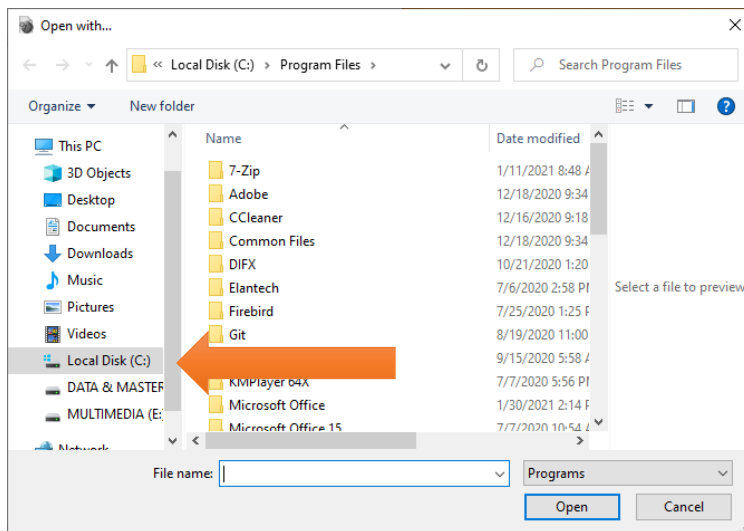 Open with...
« Local Disk (C:) › Program Files ›
Search Program Files
Organize
New folder
This PC
3D Objects
Desktop
Documents
Downloads
Music
Pictures
Videos
Local Disk (C:)
DATA & MASTER
MULTIMEDIA (E:
Network
Name Date modified
7-Zip 1/11/2021 8:48 A
Adobe 12/18/2020 9:34
CCleaner 12/16/2020 9:18
Common Files 12/18/2020 9:34
DIFX 10/21/2020 1:20
Elantech 7/6/2020 2:58 PM
Firebird 7/25/2020 1:25 P
Git 8/19/2020 11:00
9/15/2020 5:58 A
KMPlayer 64X 7/7/2020 5:56 PM
Microsoft Office 1/30/2021 2:14 P
Microsoft Office 15 7/7/2020 10:54 A
Select a file to preview
File name:
Programs
Open
Cancel